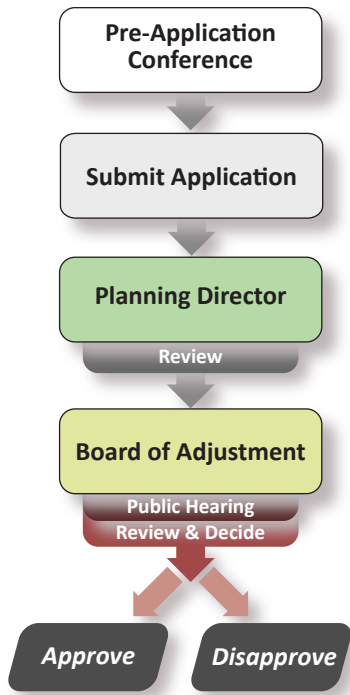 Pre-Application
Conference
Submit Application
Planning Director
Review
Board of Adjustment
Public Hearing
Review & Decide
Approve
Disapprove